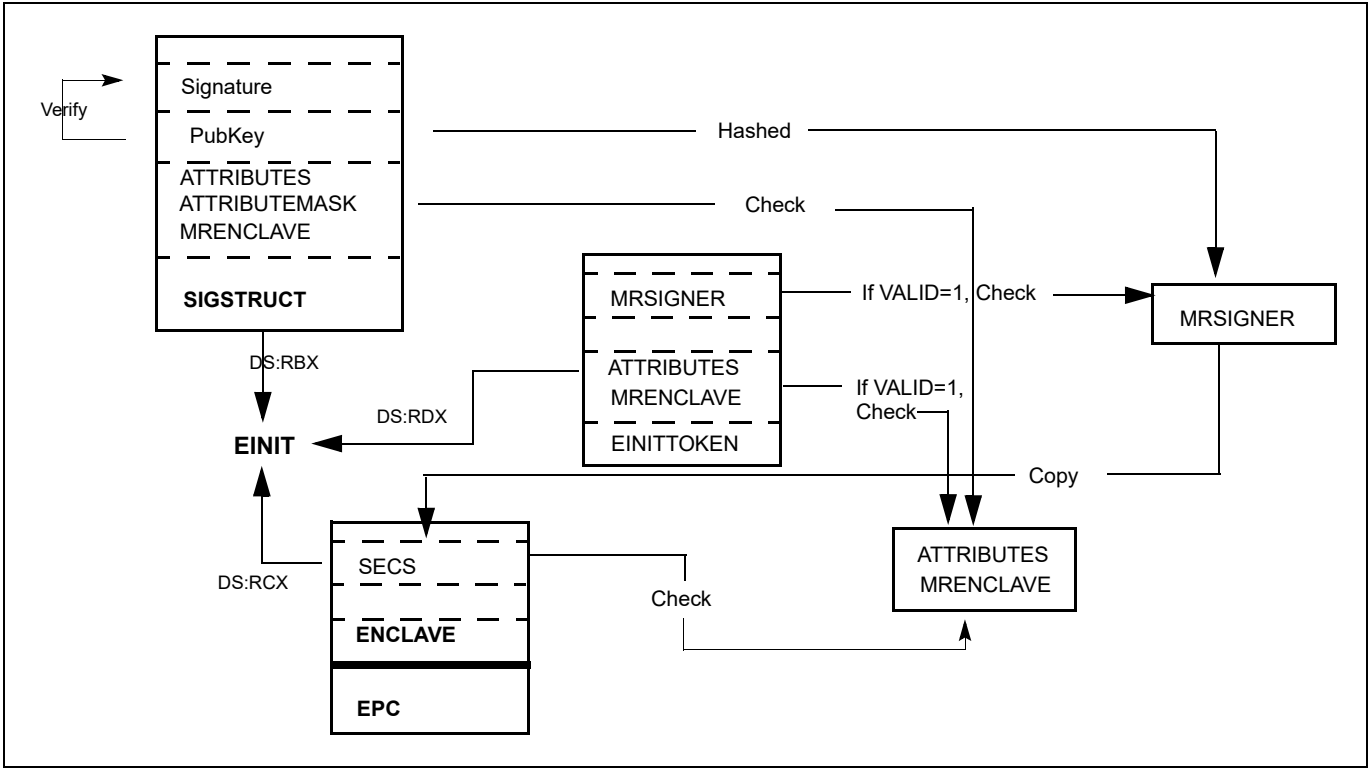 Signature
Verify
PubKey
Hashed
ATTRIBUTES
ATTRIBUTEMASK
MRENCLAVE
Check
SIGSTRUCT
MRSIGNER
If VALID=1, Check
MRSIGNER
DS:RBX
ATTRIBUTES
MRENCLAVE
If VALID=1,
Check
DS:RDX
EINIT
EINITTOKEN
Copy
SECS
DS:RCX
Check
ATTRIBUTES
MRENCLAVE
ENCLAVE
EPC